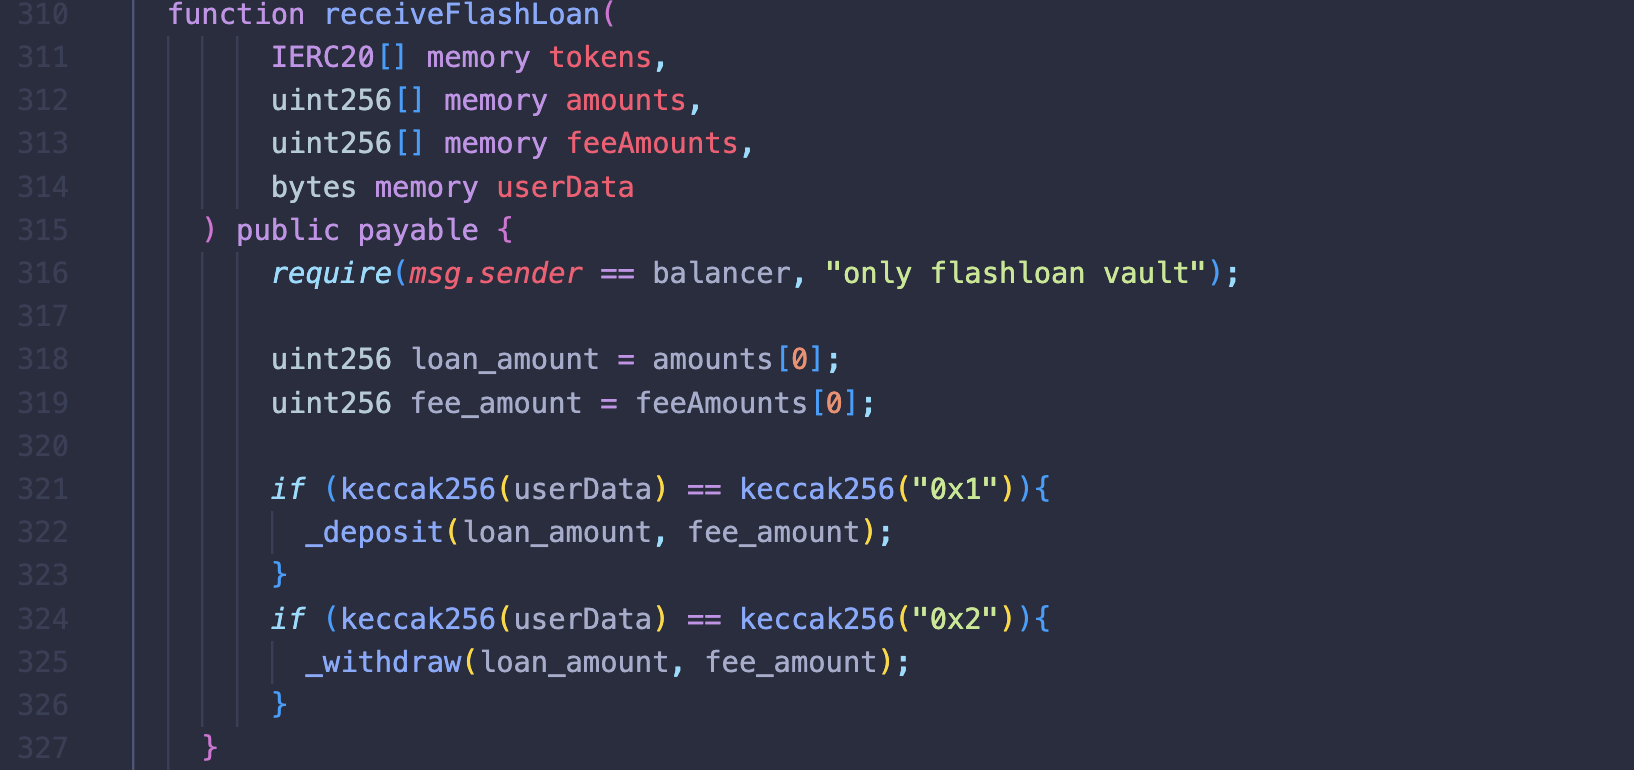 310 function receiveFlashLoan(
311 IERC20[] memory tokens,
312 uint256[] memory amounts,
313 uint256[] memory feeAmounts,
314 bytes memory userData
315 ) public payable {
316 require(msg.sender == balancer, "only flashloan vault");
317
318 uint256 loan_amount = amounts[0];
319 uint256 fee_amount = feeAmounts[0];
320
321 if (keccak256(userData) == keccak256("0x1")){
322 _deposit(loan_amount, fee_amount);
323 }
324 if (keccak256(userData) == keccak256("0x2")){
325 _withdraw(loan_amount, fee_amount);
326 }
327 }